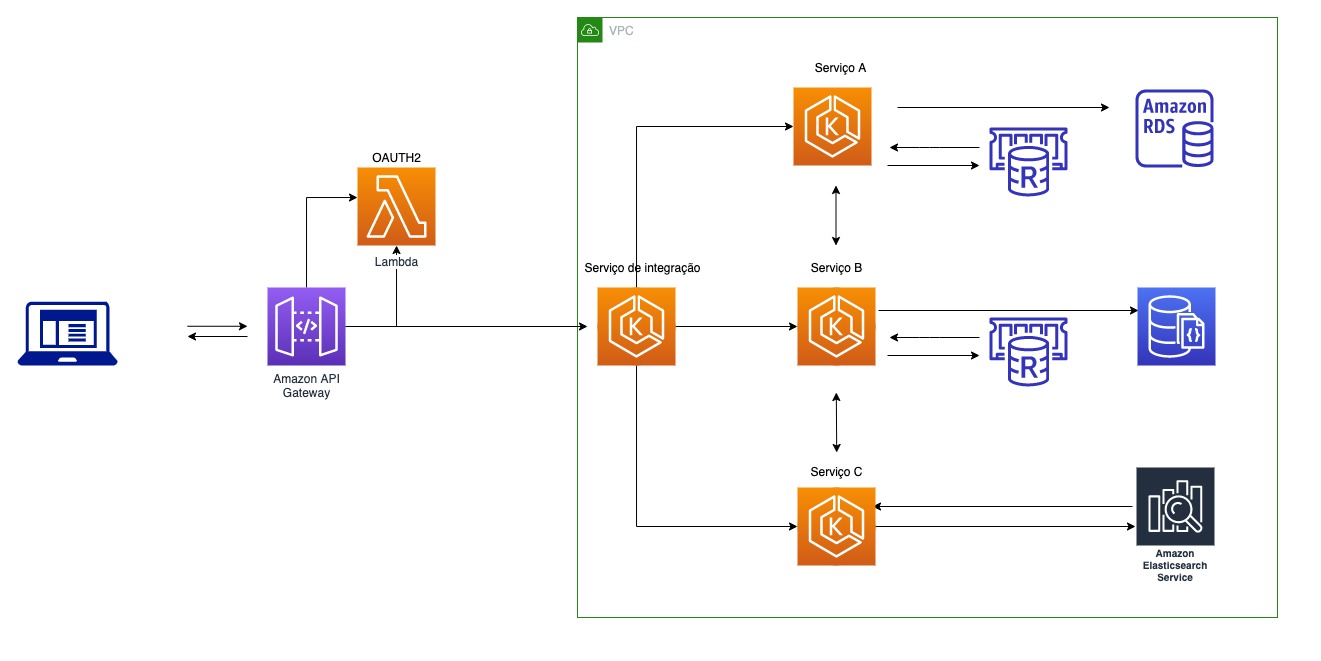 VPC
Serviço A
Amazon
RDS
K
R
OAUTH2
Lambda
Serviço de integração
Serviço B
</>
K
K
R
{}
Amazon API
Gateway
Serviço C
K
Amazon
Elasticsearch
Service